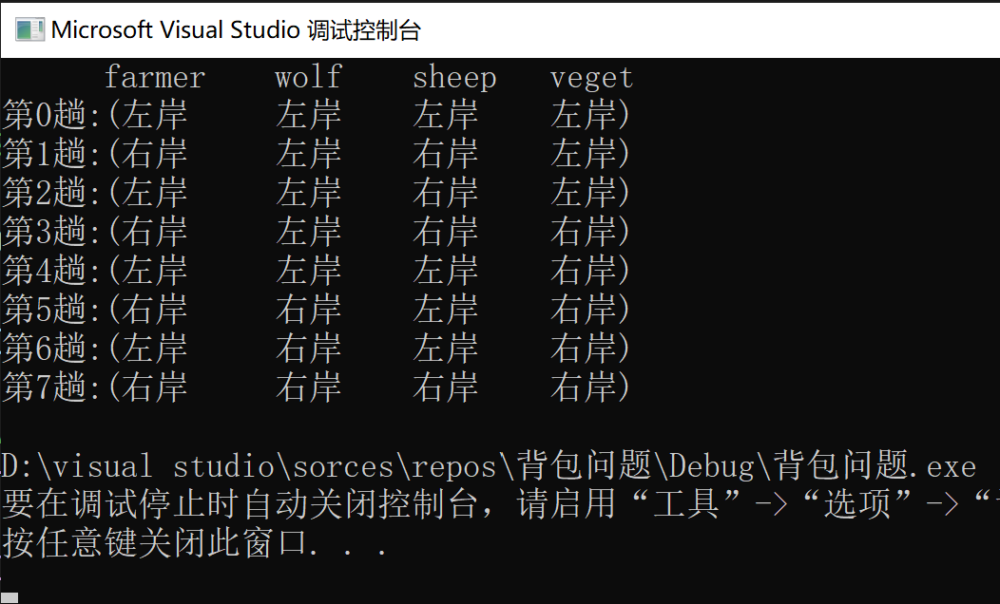 Microsoft Visual Studio 调试控制台
farmer wolf sheep veget
第0趟:(左岸 左岸 左岸 左岸)
第1趟:(右岸 左岸 右岸 左岸)
第2趟:(左岸 左岸 右岸 左岸)
第3趟:(右岸 左岸 右岸 右岸)
第4趟:(左岸 左岸 左岸 右岸)
第5趟:(右岸 右岸 左岸 右岸)
第6趟:(左岸 右岸 左岸 右岸)
第7趟:(右岸 右岸 右岸 右岸)
D:\visual studio\sorces\repos\背包问题\Debug\背包问题.exe
要在调试停止时自动关闭控制台，请启用“工具”->“选项”->“
按任意键关闭此窗口. . .